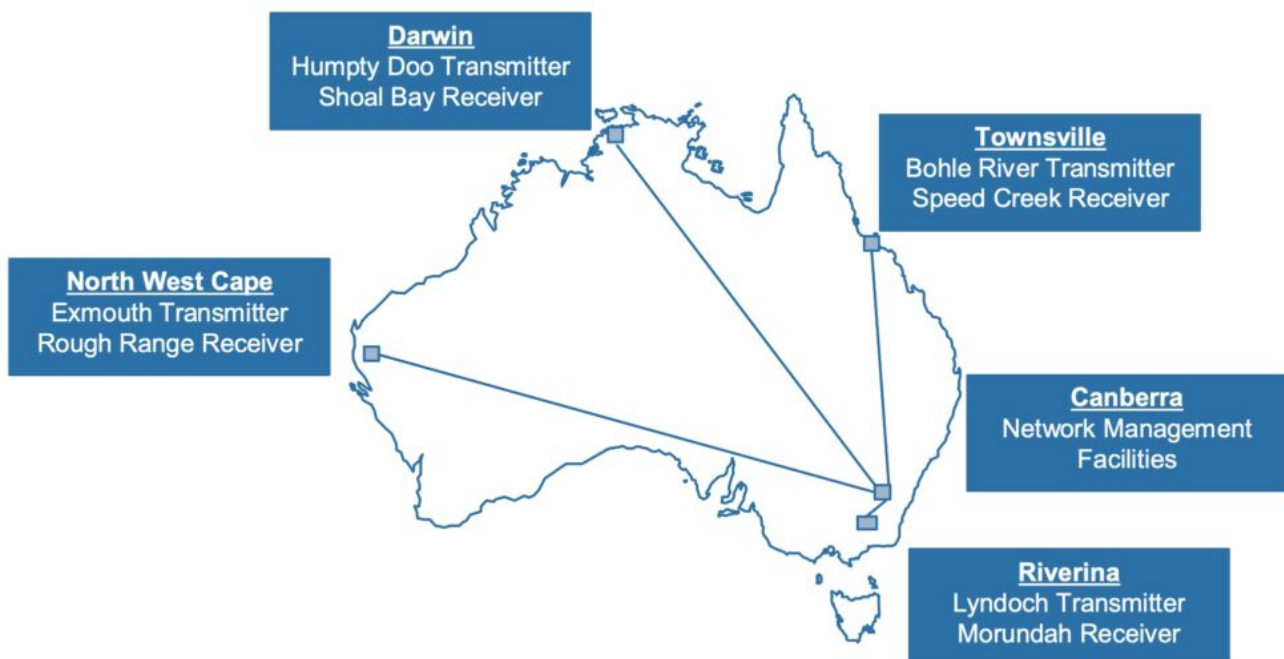 Darwin
Humpty Doo Transmitter
Shoal Bay Receiver
Townsville
Bohle River Transmitter
Speed Creek Receiver
North West Cape
Exmouth Transmitter
Rough Range Receiver
Canberra
Network Management
Facilities
Riverina
Lyndoch Transmitter
Morundah Receiver